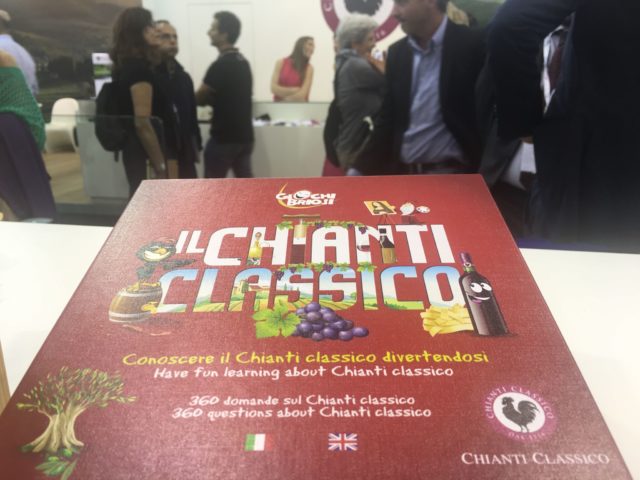 GIOCHI
BRIOSI
IL CHIANTI
CLASSICO
Conoscere il Chianti classico divertendosi
Have fun learning about Chianti classico
360 domande sul Chianti classico
360 questions about Chianti classico
CHIANTI CLASSICO
CHIANTI CLASSICO